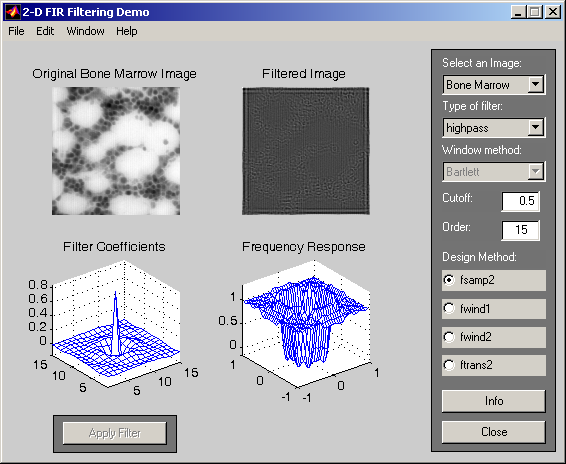 2-D FIR Filtering Demo
File Edit Window Help
Original Bone Marrow Image
Filtered Image
Filter Coefficients
0.8
0.6
0.4
0.2
0
15
10
5
5
10
15
Frequency Response
1
0.5
0
1
0
-1
-1
0
1
Apply Filter
Select an Image:
Bone Marrow
Type of filter:
highpass
Window method:
Bartlett
Cutoff: 0.5
Order: 15
Design Method:
fsamp2
fwind1
fwind2
ftrans2
Info
Close